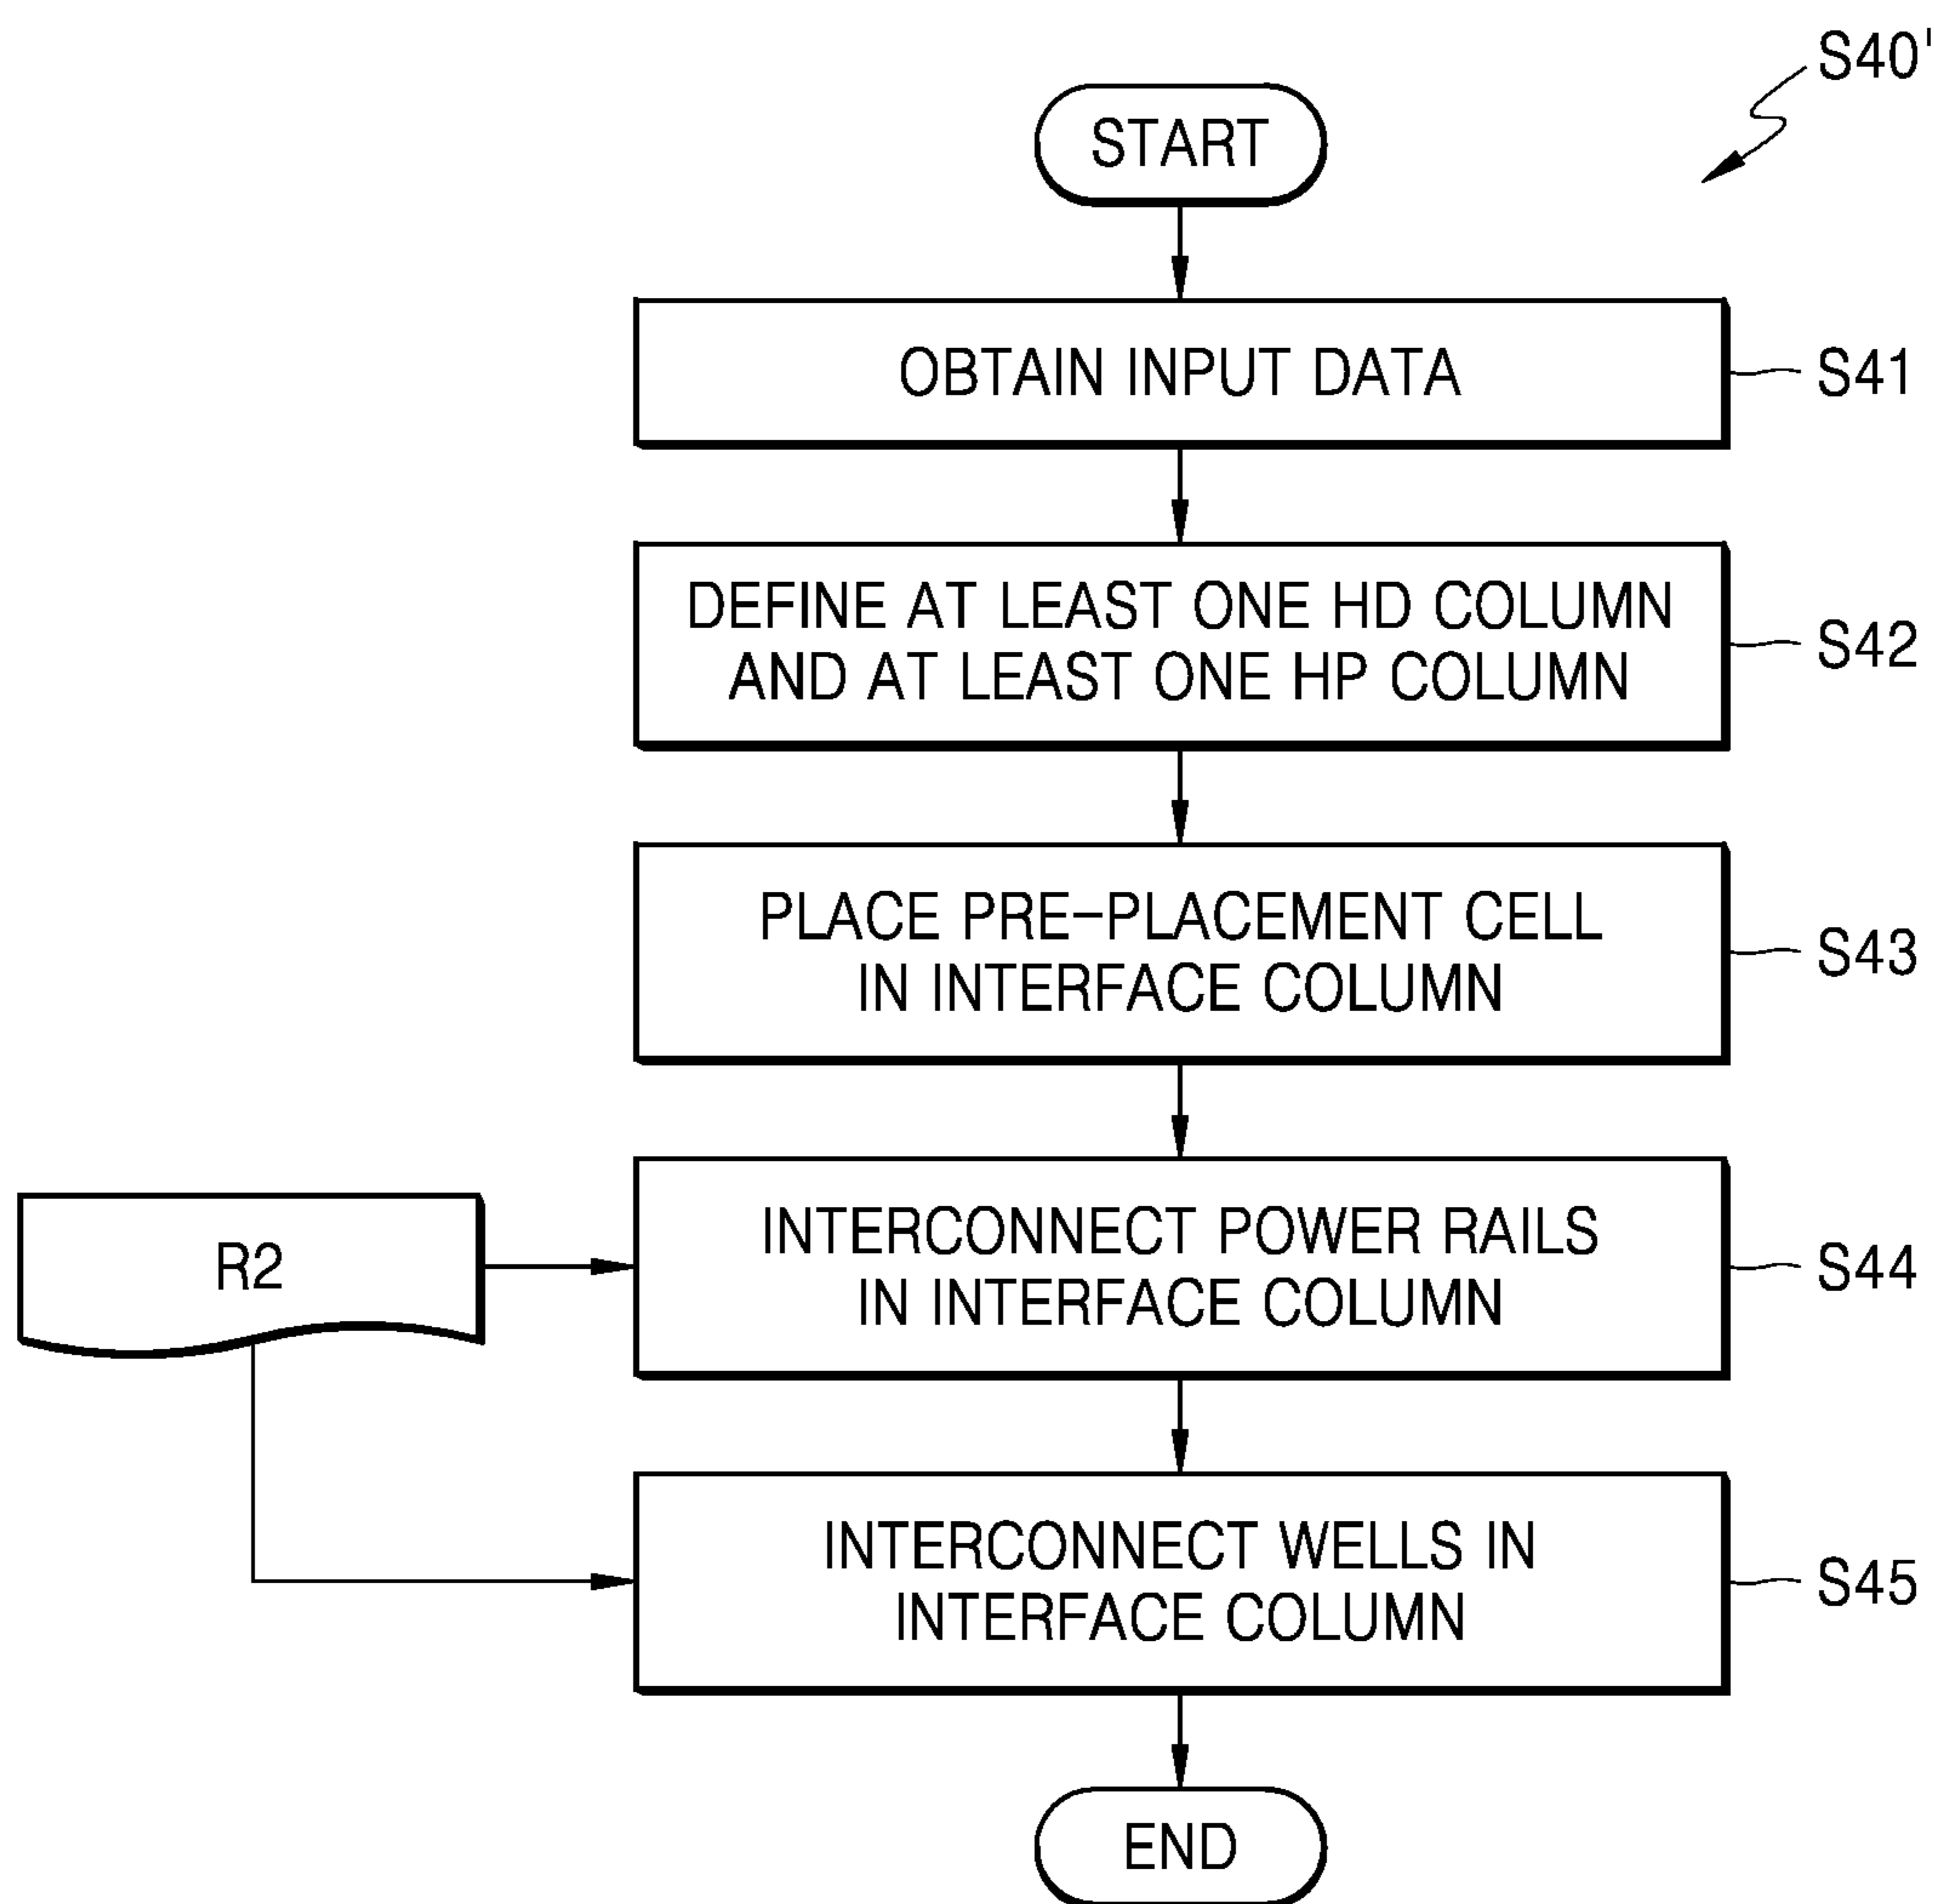 S40'
START
OBTAIN INPUT DATA
S41
DEFINE AT LEAST ONE HD COLUMN
AND AT LEAST ONE HP COLUMN
S42
PLACE PRE-PLACEMENT CELL
IN INTERFACE COLUMN
S43
R2
INTERCONNECT POWER RAILS
IN INTERFACE COLUMN
S44
INTERCONNECT WELLS IN
INTERFACE COLUMN
S45
END